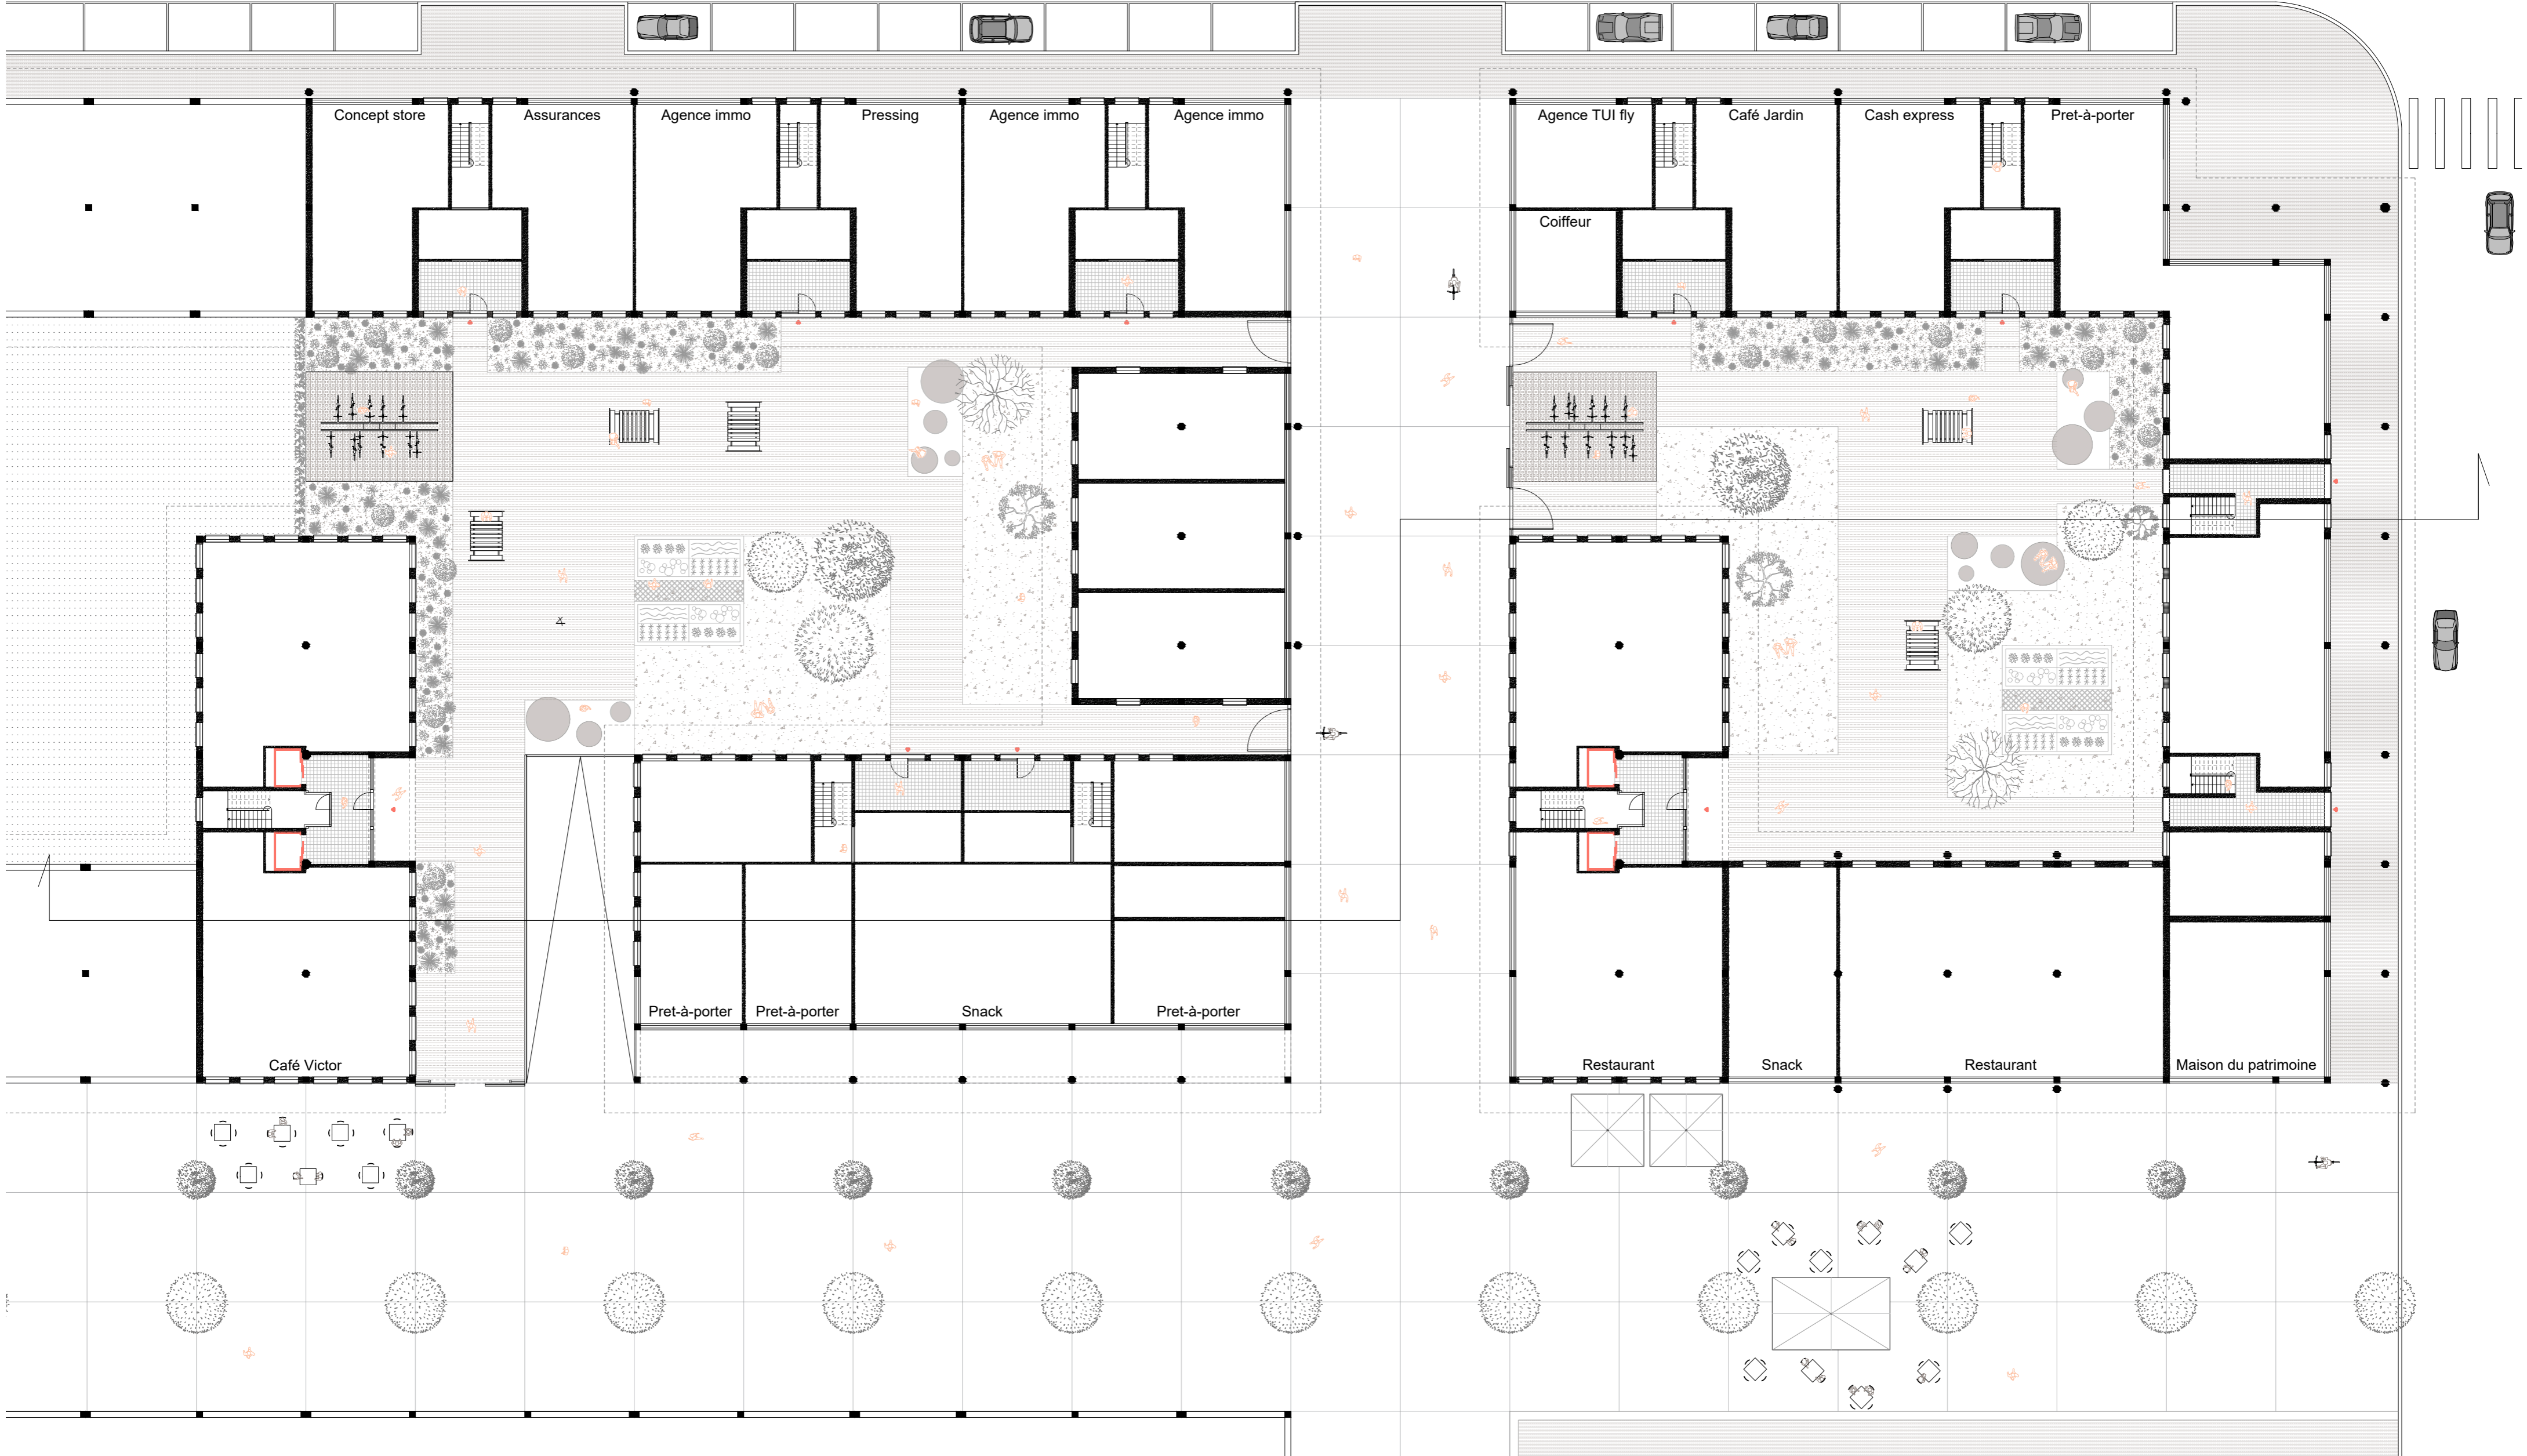 Concept store
Assurances
Agence immo
Pressing
Agence immo
Agence immo
Agence TUI fly
Café Jardin
Cash express
Pret-à-porter
Coiffeur
Pret-à-porter
Pret-à-porter
Snack
Pret-à-porter
Café Victor
Restaurant
Snack
Restaurant
Maison du patrimoine